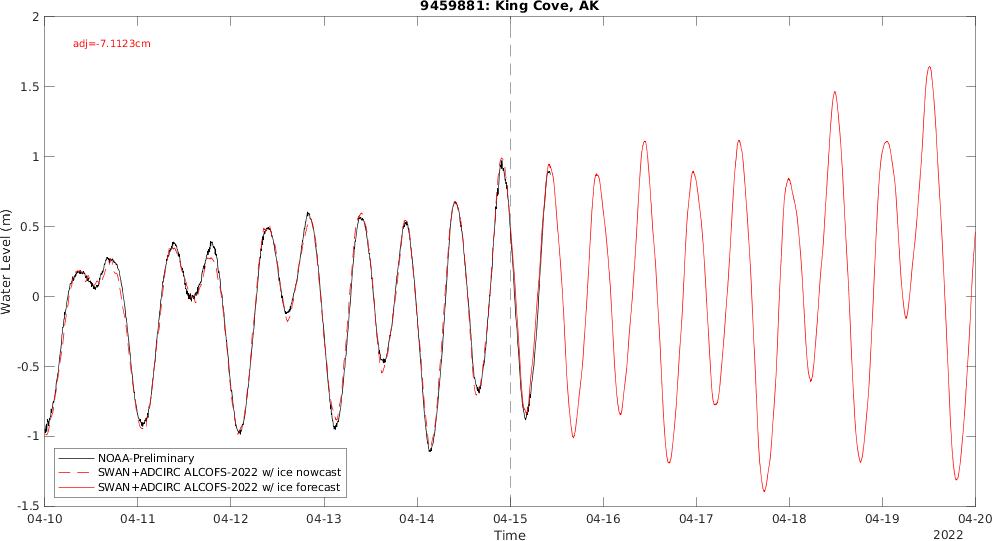 9459881: King Cove, AK
adj=-7.1123cm
Water Level (m)
2
1.5
1
0.5
0
-0.5
-1
-1.5
NOAA-Preliminary
SWAN+ADCIRC ALCOFS-2022 w/ ice nowcast
SWAN+ADCIRC ALCOFS-2022 w/ ice forecast
04-10 04-11 04-12 04-13 04-14 04-15 04-16 04-17 04-18 04-19 04-20
Time
2022